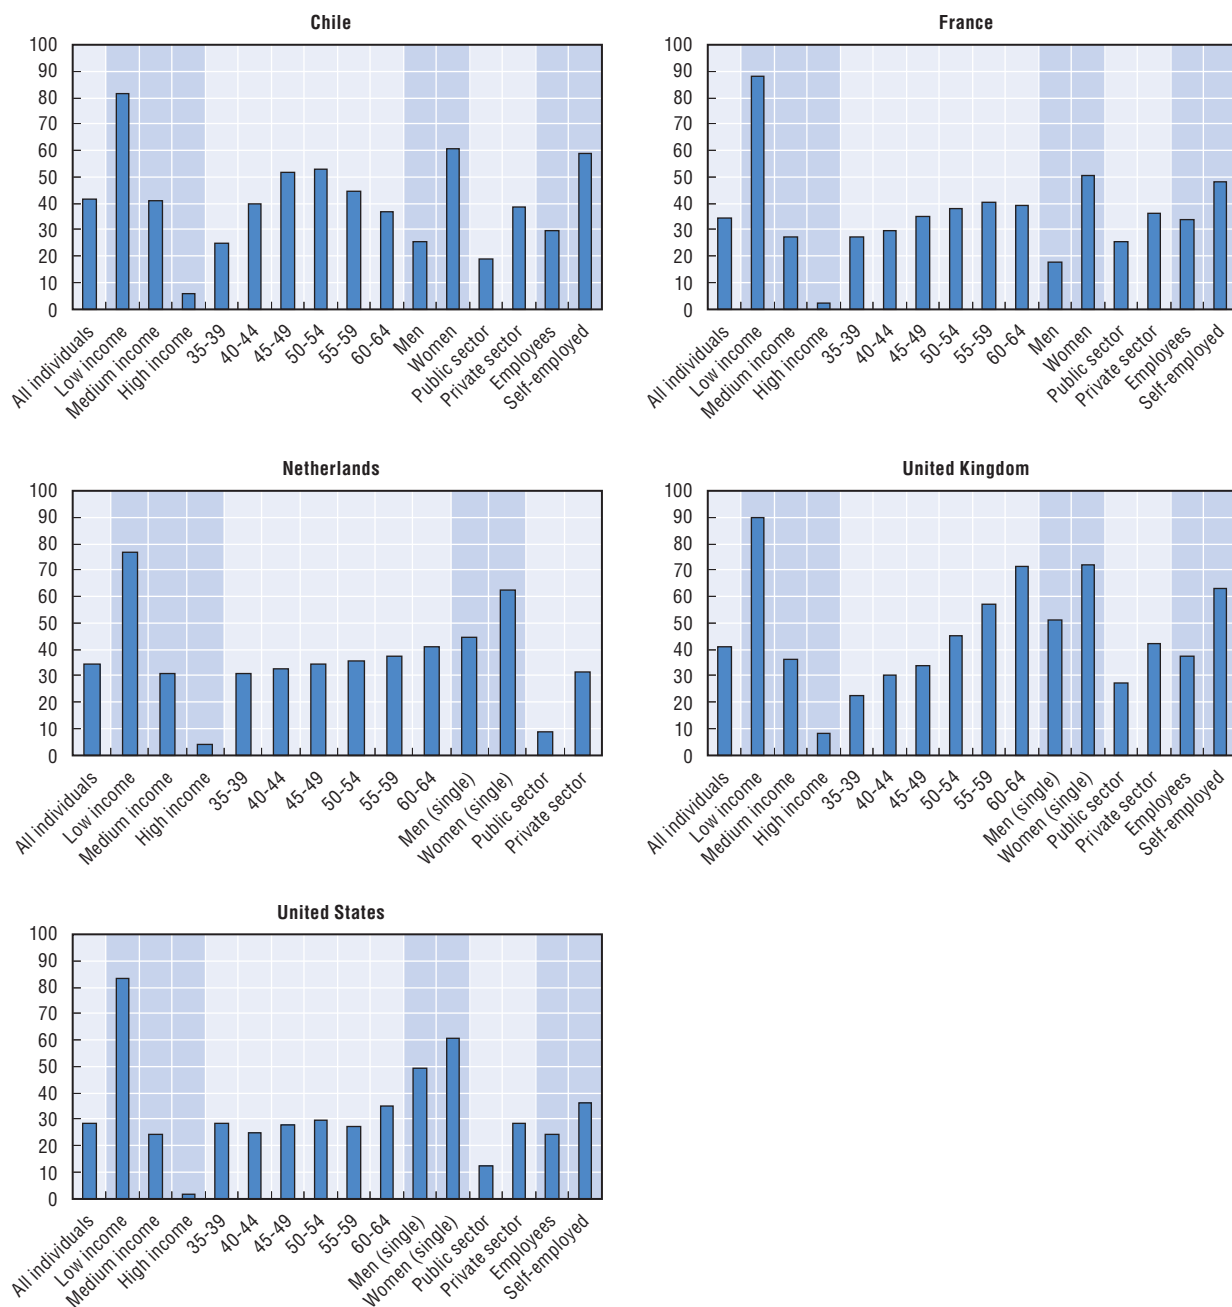 Chile
100
90
80
70
60
50
40
30
20
10
0
All individuals
Low income
Medium income
High income
35-39
40-44
45-49
50-54
55-59
60-64
Men
Women
Public sector
Private sector
Employees
Self-employed
France
100
90
80
70
60
50
40
30
20
10
0
All individuals
Low income
Medium income
High income
35-39
40-44
45-49
50-54
55-59
60-64
Men
Women
Public sector
Private sector
Employees
Self-employed
Netherlands
100
90
80
70
60
50
40
30
20
10
0
All individuals
Low income
Medium income
High income
35-39
40-44
45-49
50-54
55-59
60-64
Men (single)
Women (single)
Public sector
Private sector
United Kingdom
100
90
80
70
60
50
40
30
20
10
0
All individuals
Low income
Medium income
High income
35-39
40-44
45-49
50-54
55-59
60-64
Men (single)
Women (single)
Public sector
Private sector
Employees
Self-employed
United States
100
90
80
70
60
50
40
30
20
10
0
All individuals
Low income
Medium income
High income
35-39
40-44
45-49
50-54
55-59
60-64
Men (single)
Women (single)
Public sector
Private sector
Employees
Self-employed